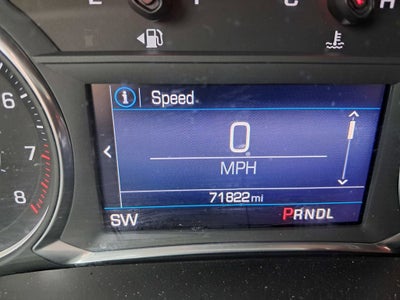 E F C H
Speed
0
MPH
71822mi
SW PRNDL
6
7
8